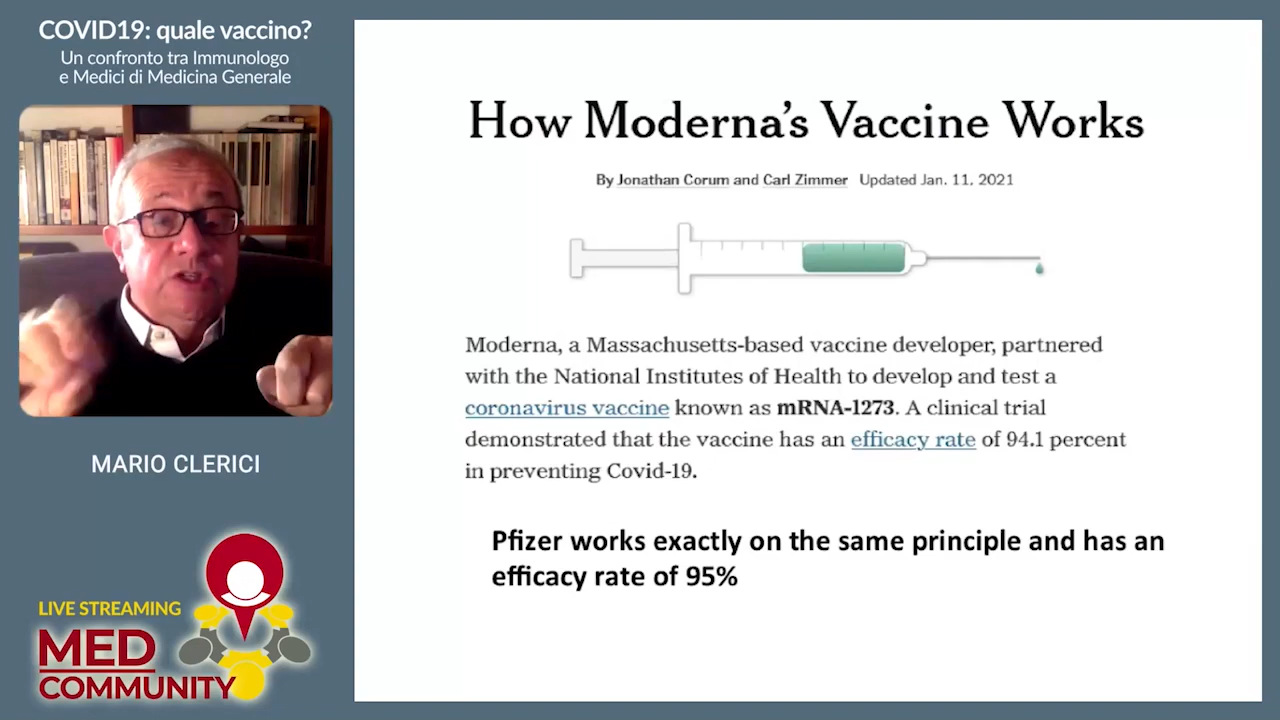 COVID19: quale vaccino?
Un confronto tra Immunologo
e Medici di Medicina Generale
MARIO CLERICI
LIVE STREAMING
MED
COMMUNITY
How Moderna's Vaccine Works
By Jonathan Corum and Carl Zimmer Updated Jan. 11, 2021
Moderna, a Massachusetts-based vaccine developer, partnered
with the National Institutes of Health to develop and test a
coronavirus vaccine known as mRNA-1273. A clinical trial
demonstrated that the vaccine has an efficacy rate of 94.1 percent
in preventing Covid-19.
Pfizer works exactly on the same principle and has an
efficacy rate of 95%